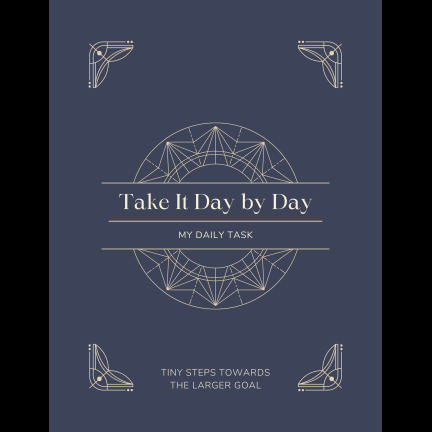 Take It Day by Day
MY DAILY TASK
TINY STEPS TOWARDS
THE LARGER GOAL